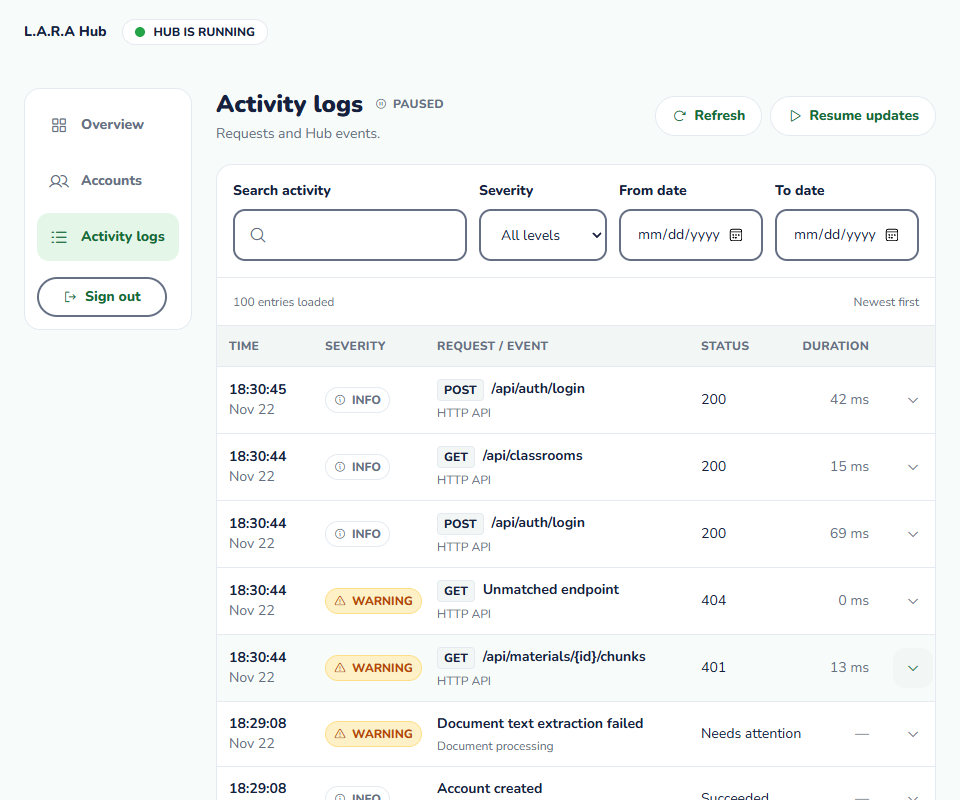 L.A.R.A Hub
HUB IS RUNNING
Overview
Accounts
Activity logs
Sign out
Activity logs
PAUSED
Requests and Hub events.
Refresh
Resume updates
Search activity
Severity
From date
To date
All levels
mm/dd/yyyy
mm/dd/yyyy
100 entries loaded
Newest first
TIME SEVERITY REQUEST / EVENT STATUS DURATION
18:30:45 INFO POST /api/auth/login 200 42 ms
Nov 22 HTTP API
18:30:44 INFO GET /api/classrooms 200 15 ms
Nov 22 HTTP API
18:30:44 INFO POST /api/auth/login 200 69 ms
Nov 22 HTTP API
18:30:44 WARNING GET Unmatched endpoint 404 0 ms
Nov 22 HTTP API
18:30:44 WARNING GET /api/materials/{id}/chunks 401 13 ms
Nov 22 HTTP API
18:29:08 WARNING Document text extraction failed Needs attention —
Nov 22 Document processing
18:29:08 INFO Account created Succeeded —